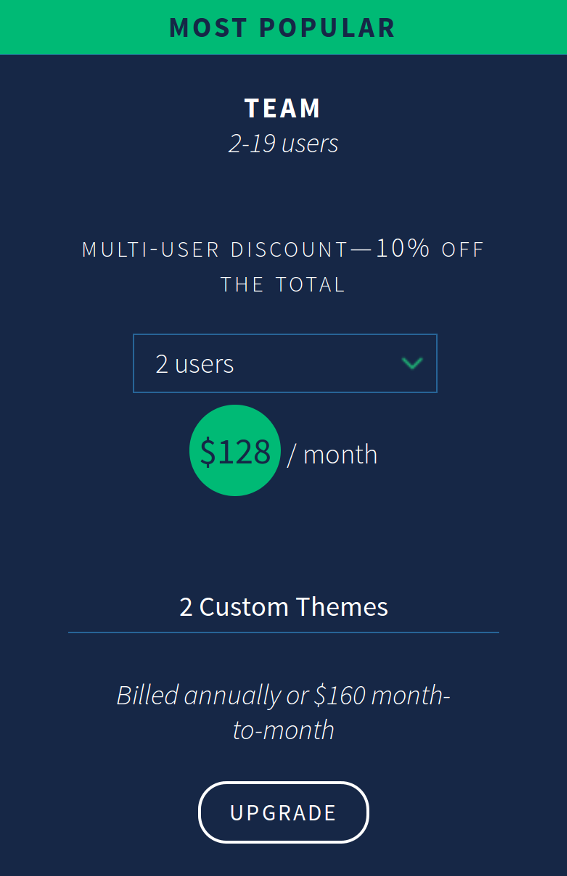 MOST POPULAR
TEAM
2-19 users
MULTI-USER DISCOUNT—10% OFF
THE TOTAL
2 users
$128 / month
2 Custom Themes
Billed annually or $160 month-
to-month
UPGRADE